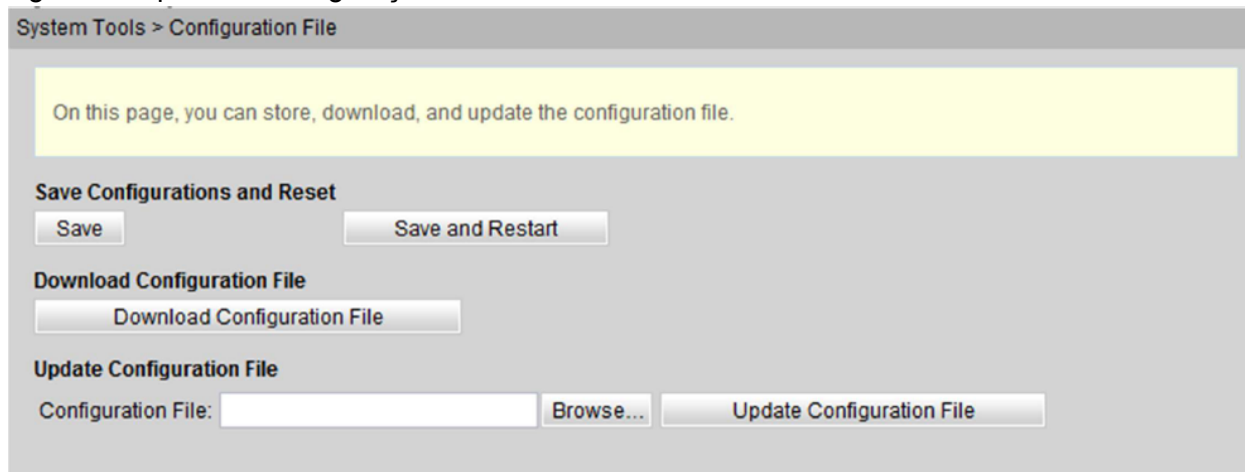 System Tools > Configuration File
On this page, you can store, download, and update the configuration file.
Save Configurations and Reset
Save Save and Restart
Download Configuration File
Download Configuration File
Update Configuration File
Configuration File: Browse... Update Configuration File